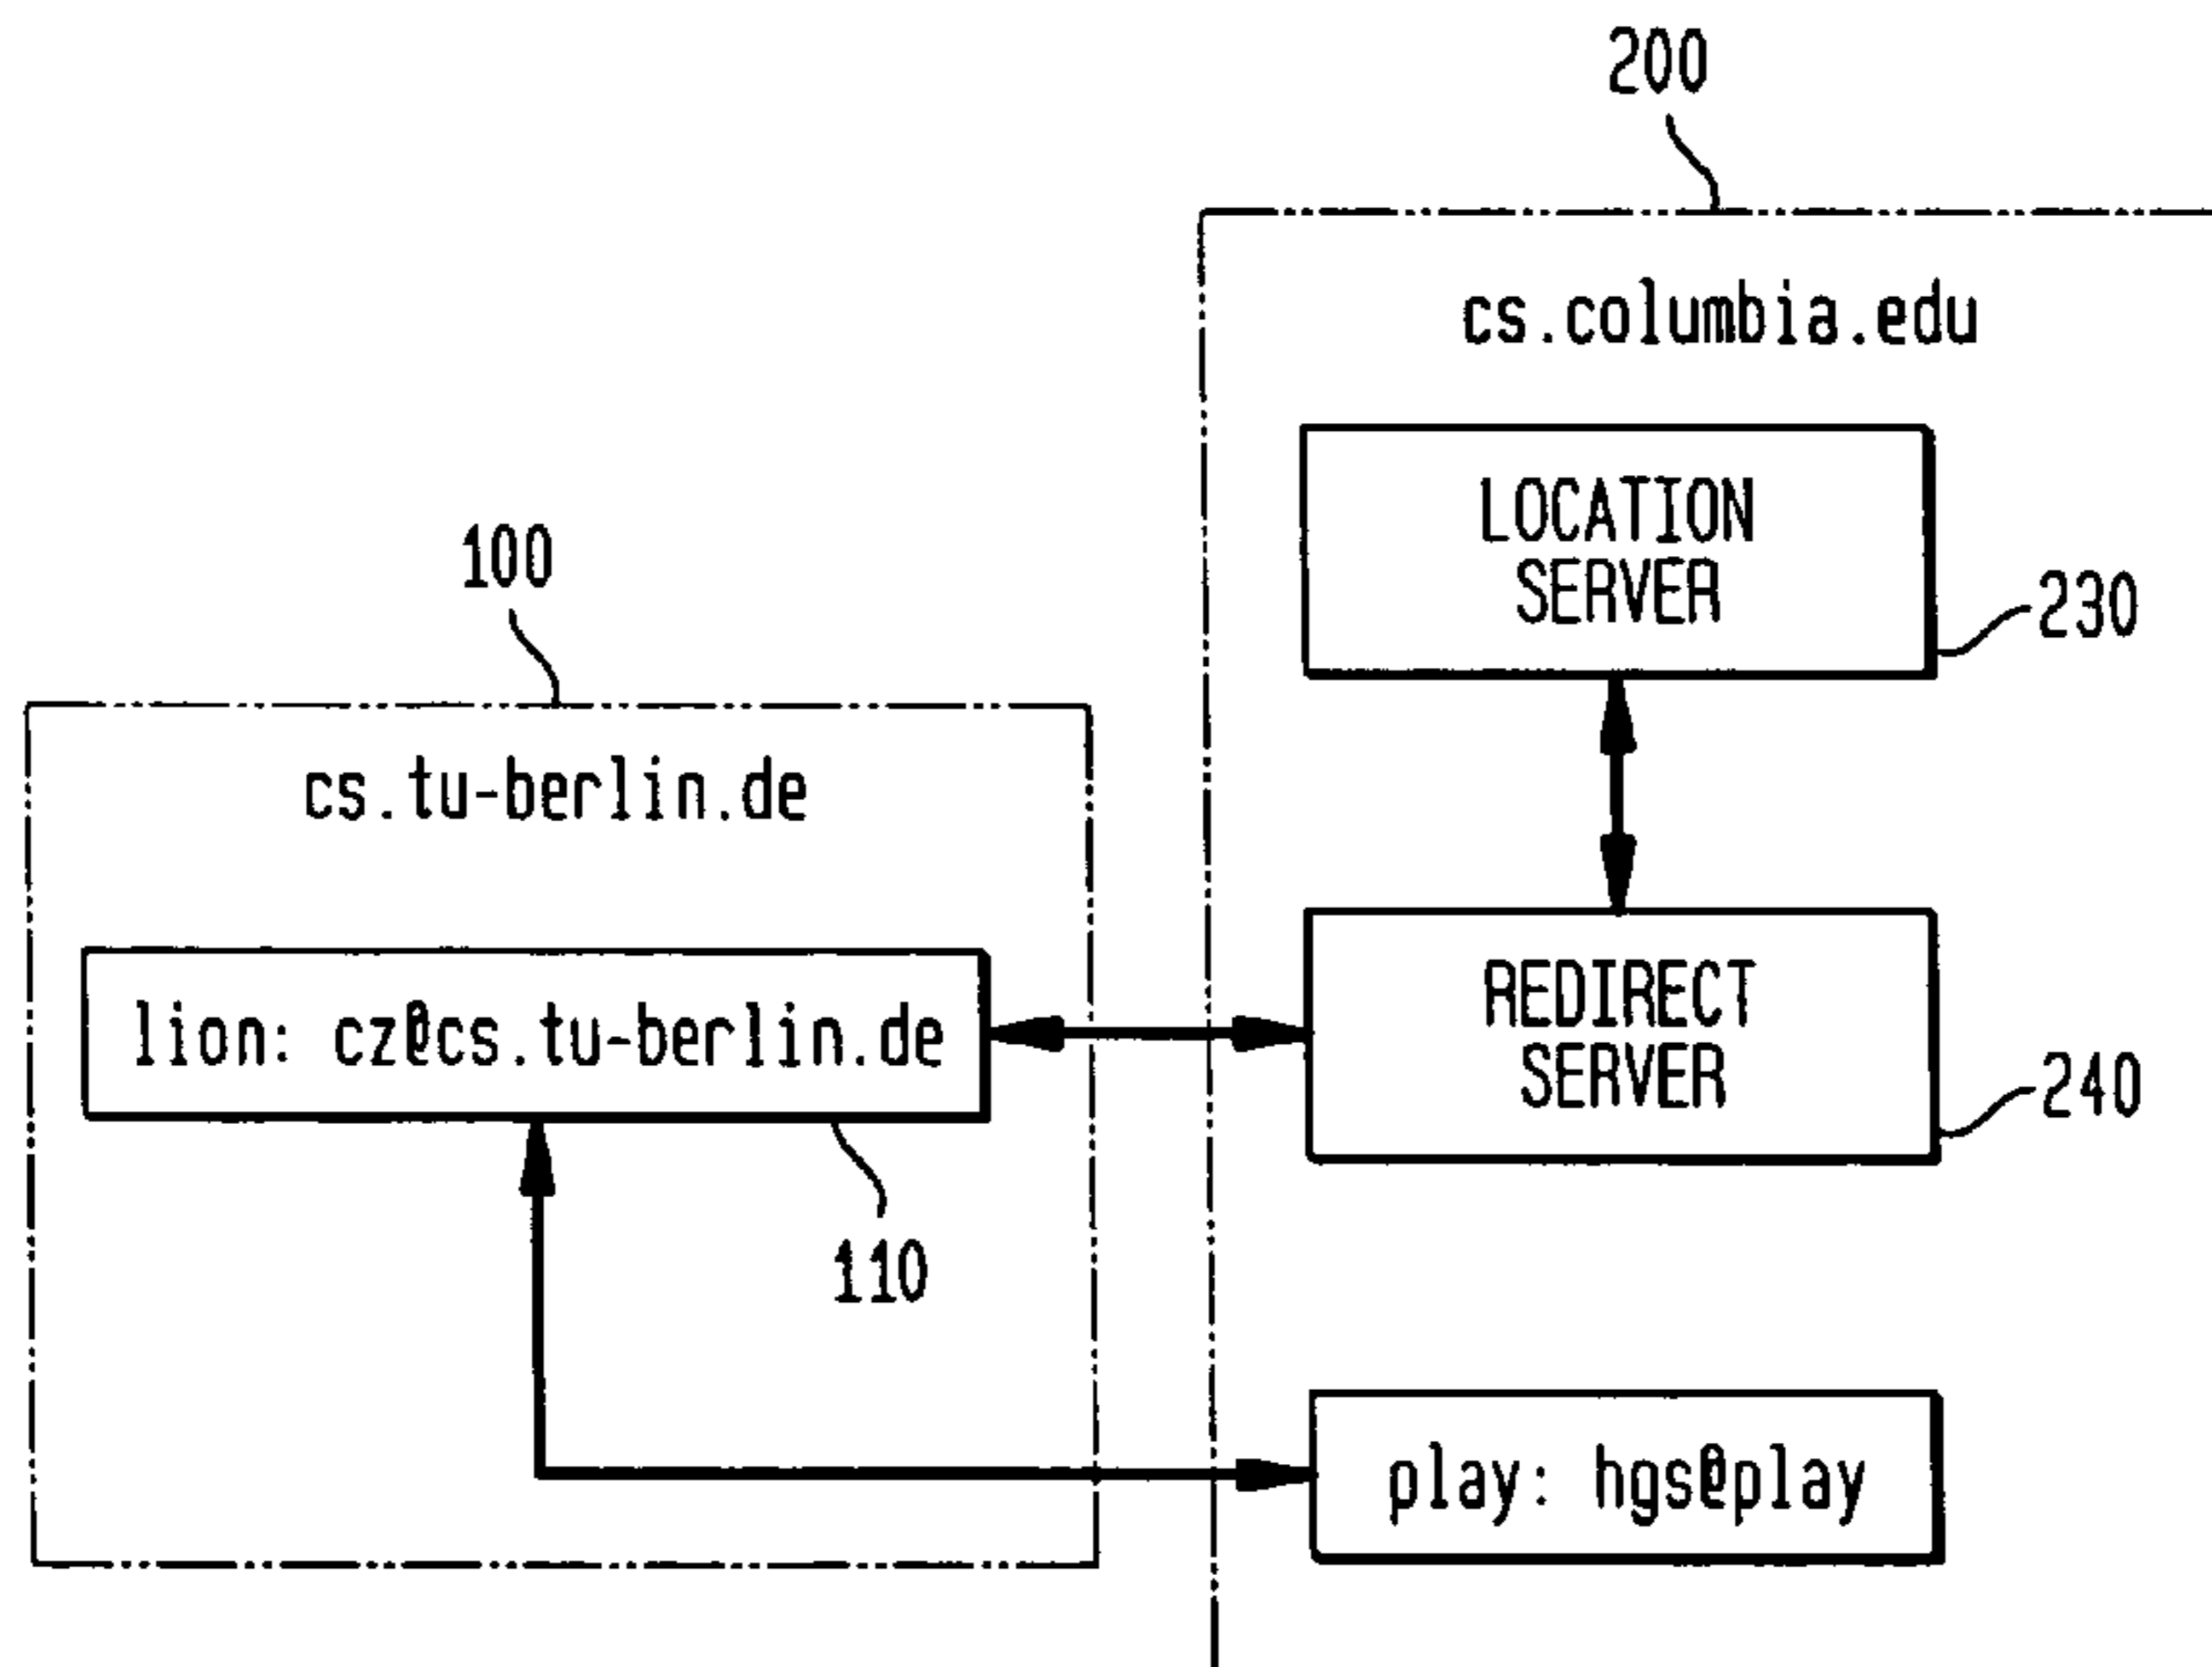 200
cs.columbia.edu
LOCATION
SERVER
230
100
cs.tu-berlin.de
lion: cz@cs.tu-berlin.de
110
REDIRECT
SERVER
240
play: hgs@play